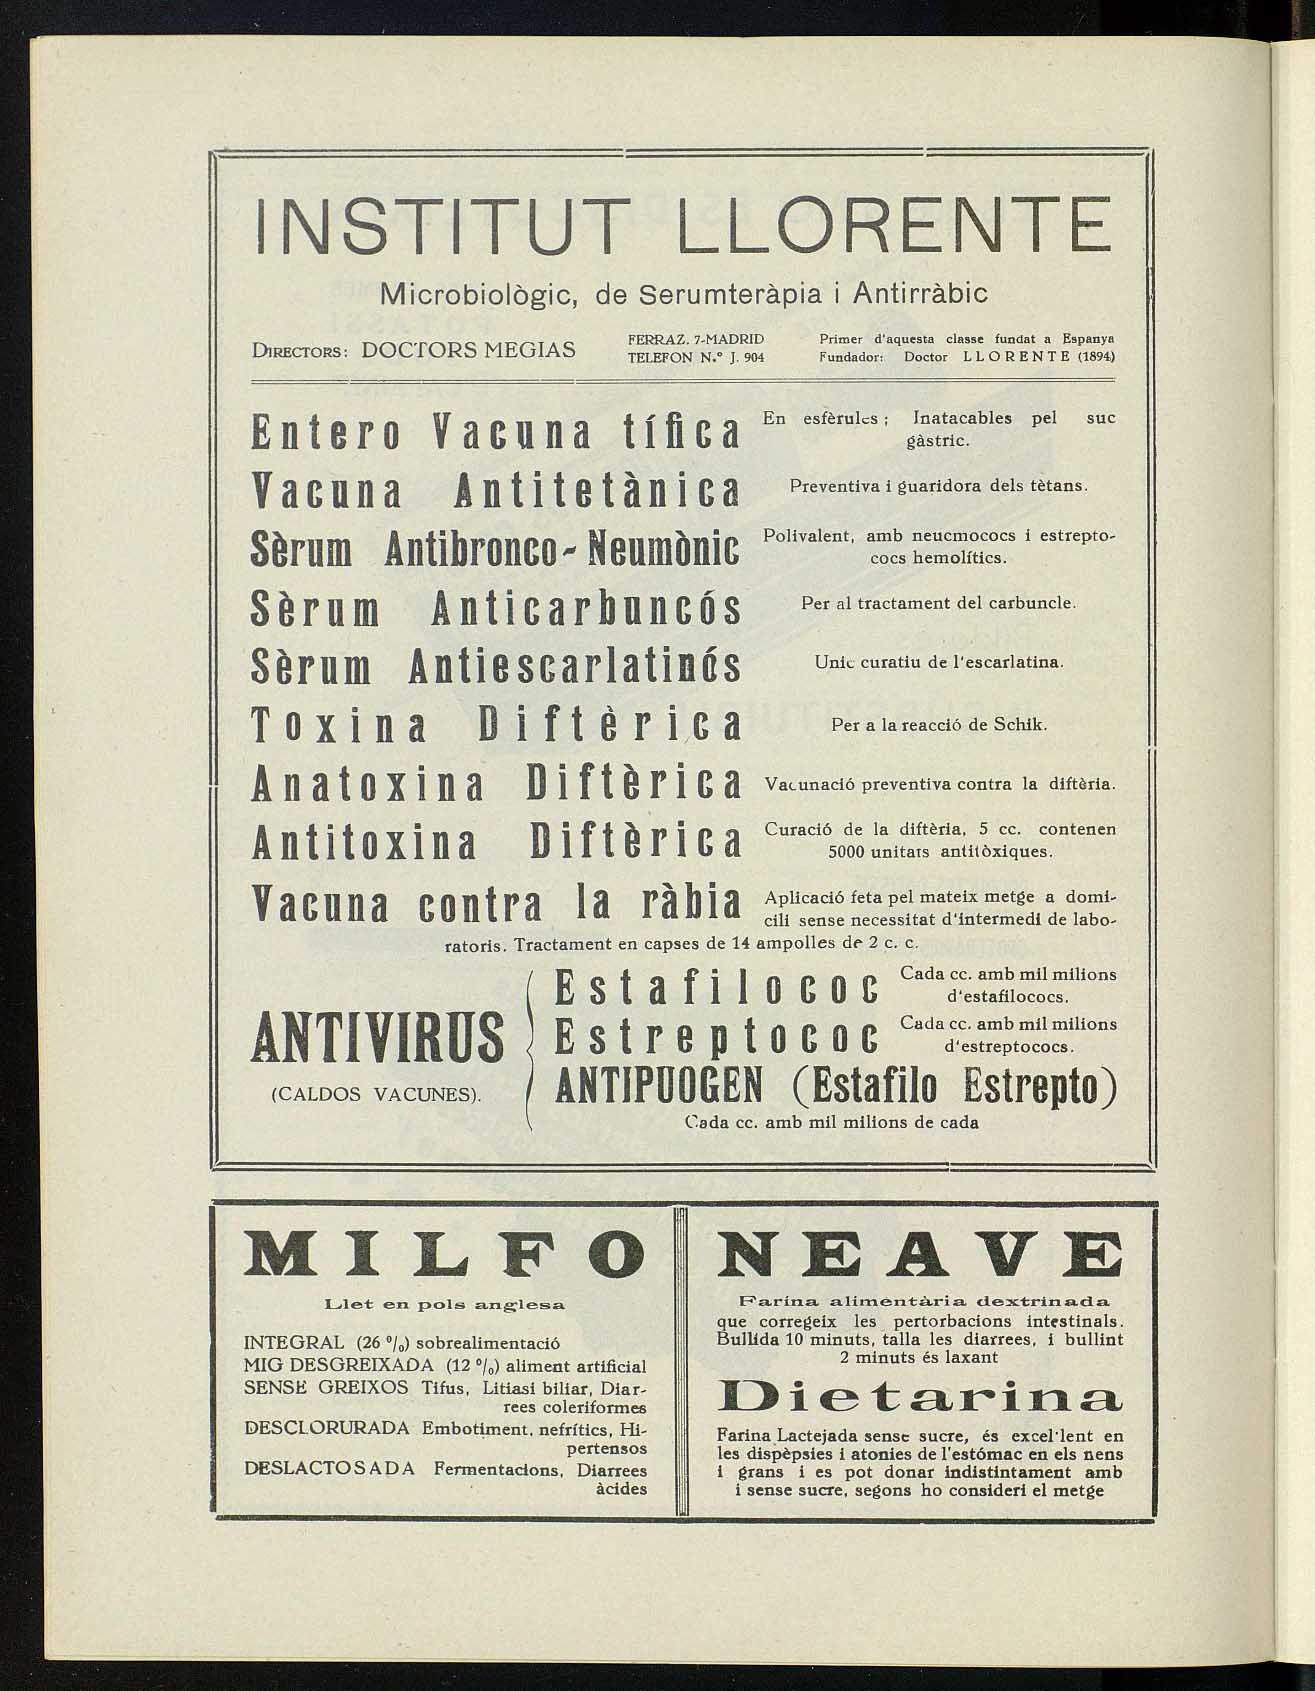 INSTITUT LLORENTE
Microbiològic, de Serumteràpia i Antirràbic
DIRECTORS: DOCTORS MEGIAS
FERRAZ. 7-MADRID
TELEFON N.º J. 904
Primer d'aquesta classe fundat a Espanya
Fundador: Doctor LLORENTE (1894)
Entero Vacuna tífica
En esfèrules; Inatacables pel suc
gàstric.
Vacuna Antitetànica
Preventiva i guaridora dels tètans.
Sèrum Antibronco-Neumònic
Polivalent, amb neucmococs i estrepto-
cocs hemolítics.
Sèrum Anticarbuncós
Per al tractament del carbuncle.
Sèrum Antiescarlatinós
Unic curatiu de l'escarlatina.
Toxina Diftèrica
Per a la reacció de Schik.
Anatoxina Diftèrica
Vacunació preventiva contra la diftèria.
Antitoxina Diftèrica
Curació de la diftèria, 5 cc. contenen
5000 unitats antitòxiques.
Vacuna contra la ràbia
Aplicació feta pel mateix metge a domi-
cili sense necessitat d'intermedi de labo-
ratoris. Tractament en capses de 14 ampolles de 2 c. c.
ANTIVIRUS
(CALDOS VACUNES).
Estafilococ
Cada cc. amb mil milions
d'estafilococs.
Estreptococ
Cada cc. amb mil milions
d'estreptococs.
ANTIPUOGEN (Estafilo Estrepto)
Cada cc. amb mil milions de cada
MILFO
Llet en pols anglesa
INTEGRAL (26 %) sobrealimentació
MIG DESGREIXADA (12 %) aliment artificial
SENSE GREIXOS Tifus, Litiasi biliar, Diar-
rees coleriformes
DESCLORURADA Embotiment, nefrítics, Hi-
pertensos
DESLACTOSADA Fermentacions, Diarrees
àcides
NEAVE
Farina alimentària dextrinada
que corregeix les pertorbacions intestinals.
Bullida 10 minuts, talla les diarrees, i bullint
2 minuts és laxant
Dietarina
Farina Lactejada sense sucre, és excel·lent en
les dispèpsies i atonies de l'estómac en els nens
i grans i es pot donar indistintament amb
i sense sucre, segons ho consideri el metge